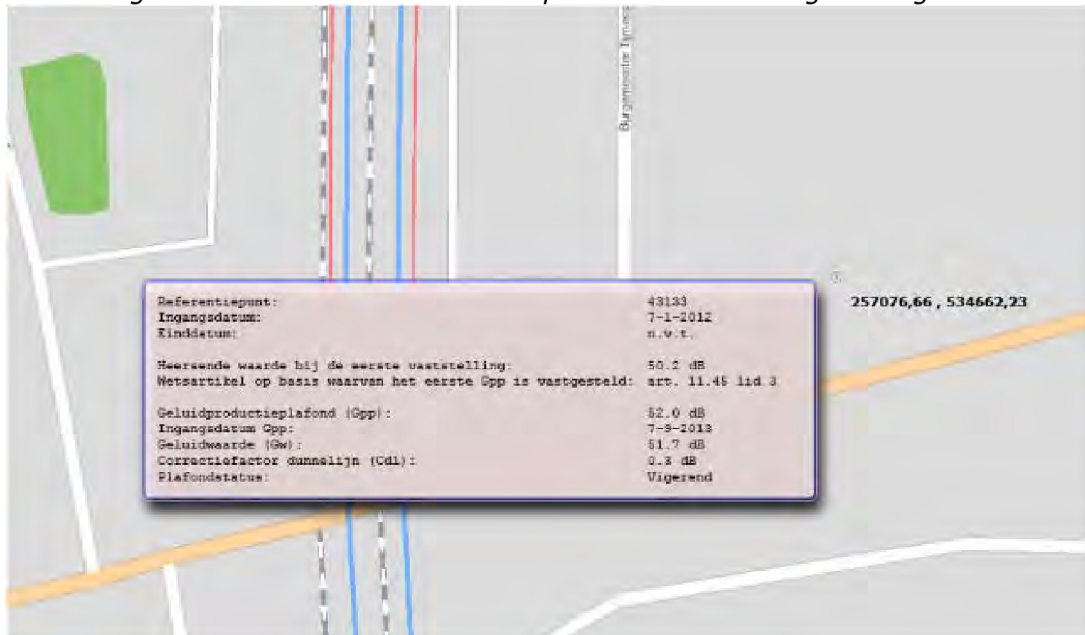 Burgemeester
Referentiepunt: 43133
Ingangsdatum: 7-1-2012
Einddatum: n.v.t.
Heersende waarde bij de eerste vaststelling: 50.2 dB
Wetsartikel op basis waarvan het eerste Gpp is vastgesteld: art. 11.45 lid 3
Geluidproductieplafond (Gpp): 52.0 dB
Ingangsdatum Gpp: 7-9-2013
Geluidwaarde (Gw): 51.7 dB
Correctiefactor dunnelijn (Cdl): 0.3 dB
Plafondstatus: Vigerend
257076,66 , 534662,23